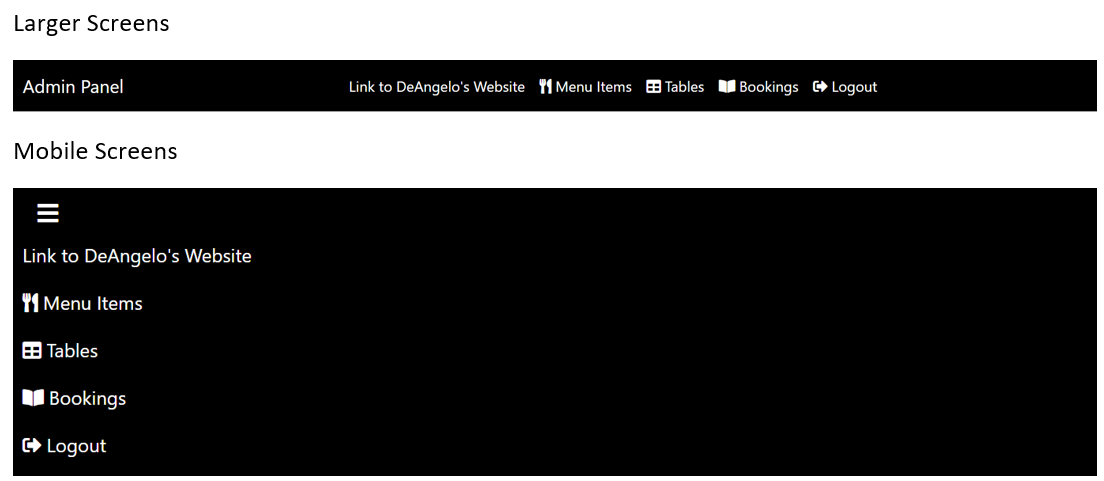 Larger Screens
Admin Panel Link to DeAngelo's Website Menu Items Tables Bookings Logout
Mobile Screens
Link to DeAngelo's Website
Menu Items
Tables
Bookings
Logout